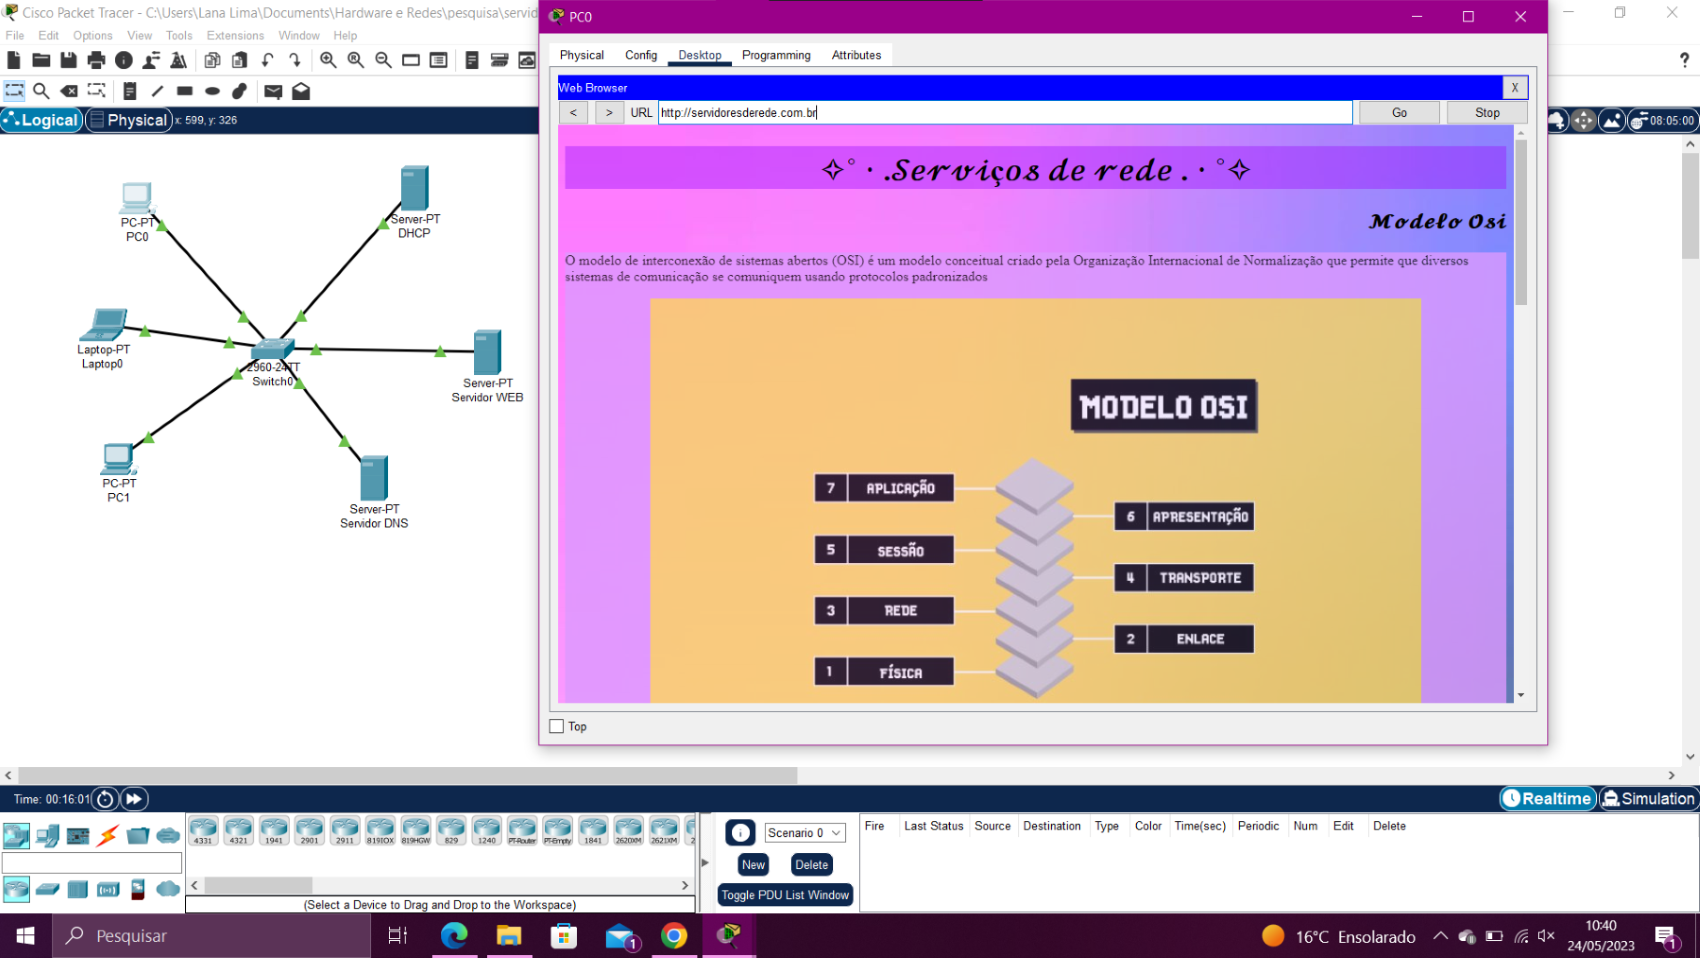 Cisco Packet Tracer - C:\Users\Lana Lima\Documents\Hardware e Redes\pesquisa\servid
File Edit Options View Tools Extensions Window Help
Logical
Physical
x: 599, y: 326
08:05:00
PC0
Physical Config Desktop Programming Attributes
Web Browser
X
< > URL http://servidoresderede.com.br Go Stop
✧˚ · .Serviços de rede . · ˚✧
Modelo Osi
O modelo de interconexão de sistemas abertos (OSI) é um modelo conceitual criado pela Organização Internacional de Normalização que permite que diversos
sistemas de comunicação se comuniquem usando protocolos padronizados
MODELO OSI
7 APLICAÇÃO
6 APRESENTAÇÃO
5 SESSÃO
4 TRANSPORTE
3 REDE
2 ENLACE
1 FÍSICA
Top
PC-PT
PC0
Server-PT
DHCP
Laptop-PT
Laptop0
2960-24TT
Switch0
Server-PT
Servidor WEB
PC-PT
PC1
Server-PT
Servidor DNS
Time: 00:16:01
Realtime
Simulation
4331 4321 1941 2901 2911 819IOX 819HGW 829 1240 PT-Router PT-Empty 1841 2620XM 2621XM
(Select a Device to Drag and Drop to the Workspace)
Scenario 0
New Delete
Toggle PDU List Window
Fire Last Status Source Destination Type Color Time(sec) Periodic Num Edit Delete
Pesquisar
1
16°C Ensolarado
10:40
24/05/2023
1